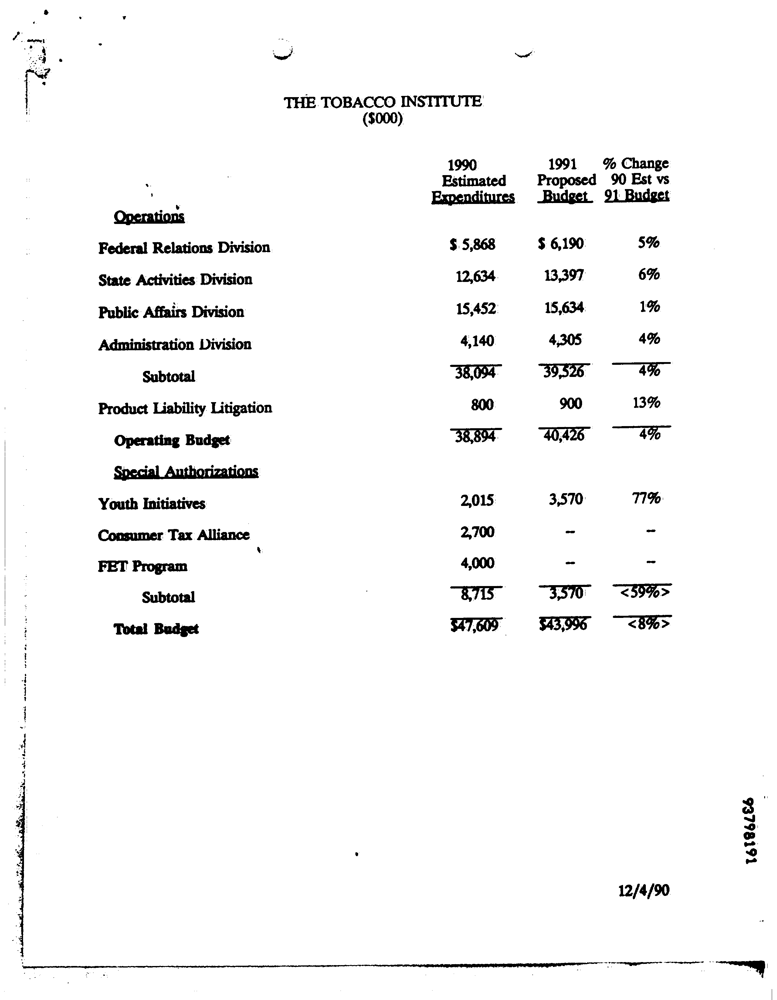 THE TOBACCO INSTITUTE
($000)
1990 1991 % Change
Estimated Proposed 90 Est vs
Expenditures Budget 91 Budget
Operations
Federal Relations Division $ 5,868 $ 6,190 5%
State Activities Division 12,634 13,397 6%
Public Affairs Division 15,452 15,634 1%
Administration Division 4,140 4,305 4%
Subtotal 38,094 39,526 4%
Product Liability Litigation 800 900 13%
Operating Budget 38,894 40,426 4%
Special Authorizations
Youth Initiatives 2,015 3,570 77%
Consumer Tax Alliance 2,700 -- --
FET Program 4,000 -- --
Subtotal 8,715 3,570 <59%>
Total Budget $47,609 $43,996 <8%>
93798191
12/4/90